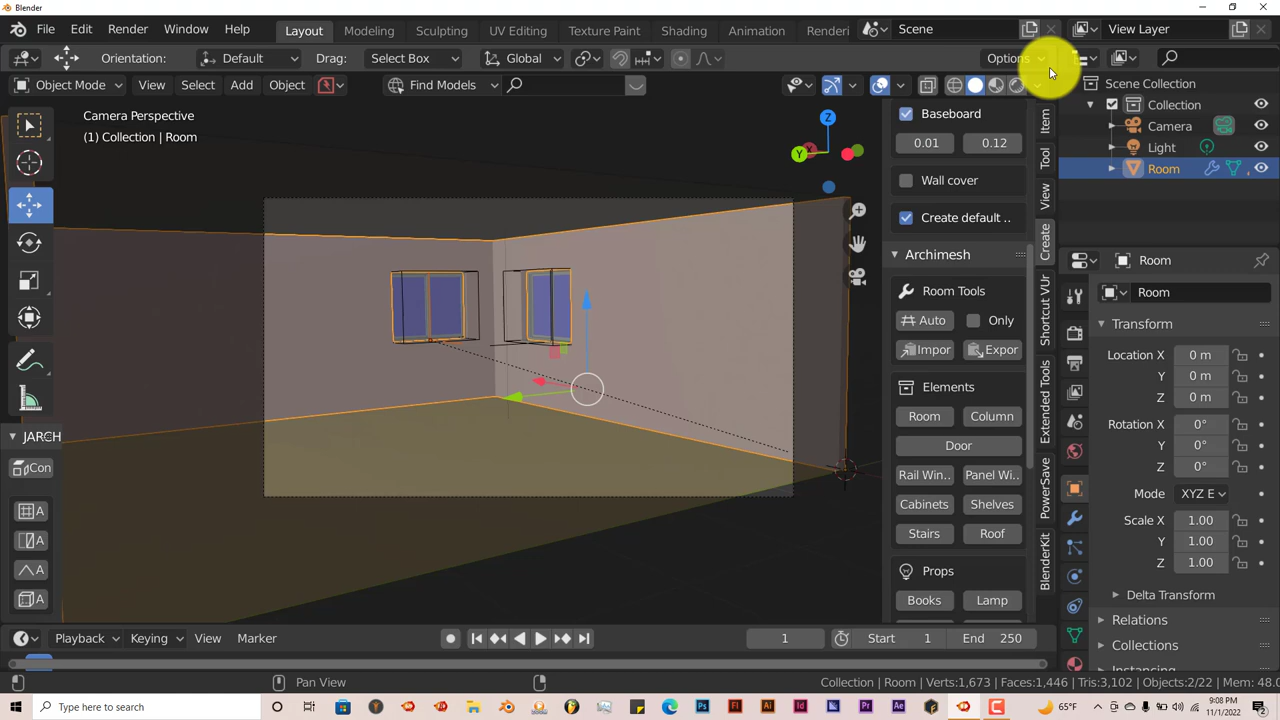 Blender
File Edit Render Window Help Layout Modeling Sculpting UV Editing Texture Paint Shading Animation Renderi Scene View Layer
Orientation: Default Drag: Select Box Global Options
Object Mode View Select Add Object Find Models
Camera Perspective
(1) Collection | Room
Z
Y
Baseboard
0.01 0.12
Wall cover
Create default ..
Archimesh
Room Tools
Auto Only
Impor Expor
Elements
Room Column
Door
Rail Win.. Panel Wi..
Cabinets Shelves
Stairs Roof
Props
Books Lamp
Item
Tool
View
Create
Shortcut VUr
Extended Tools
PowerSave
BlenderKit
Scene Collection
Collection
Camera
Light
Room
Room
Room
Transform
Location X 0 m
Y 0 m
Z 0 m
Rotation X 0°
Y 0°
Z 0°
Mode XYZ E
Scale X 1.00
Y 1.00
Z 1.00
Delta Transform
Relations
Collections
Instancing
JARCH
Con
A
A
A
A
Playback Keying View Marker 1 Start 1 End 250
Pan View Collection | Room | Verts:1,673 | Faces:1,446 | Tris:3,102 | Objects:2/22 | Mem: 48.0
Type here to search
65°F
9:08 PM
11/1/2022